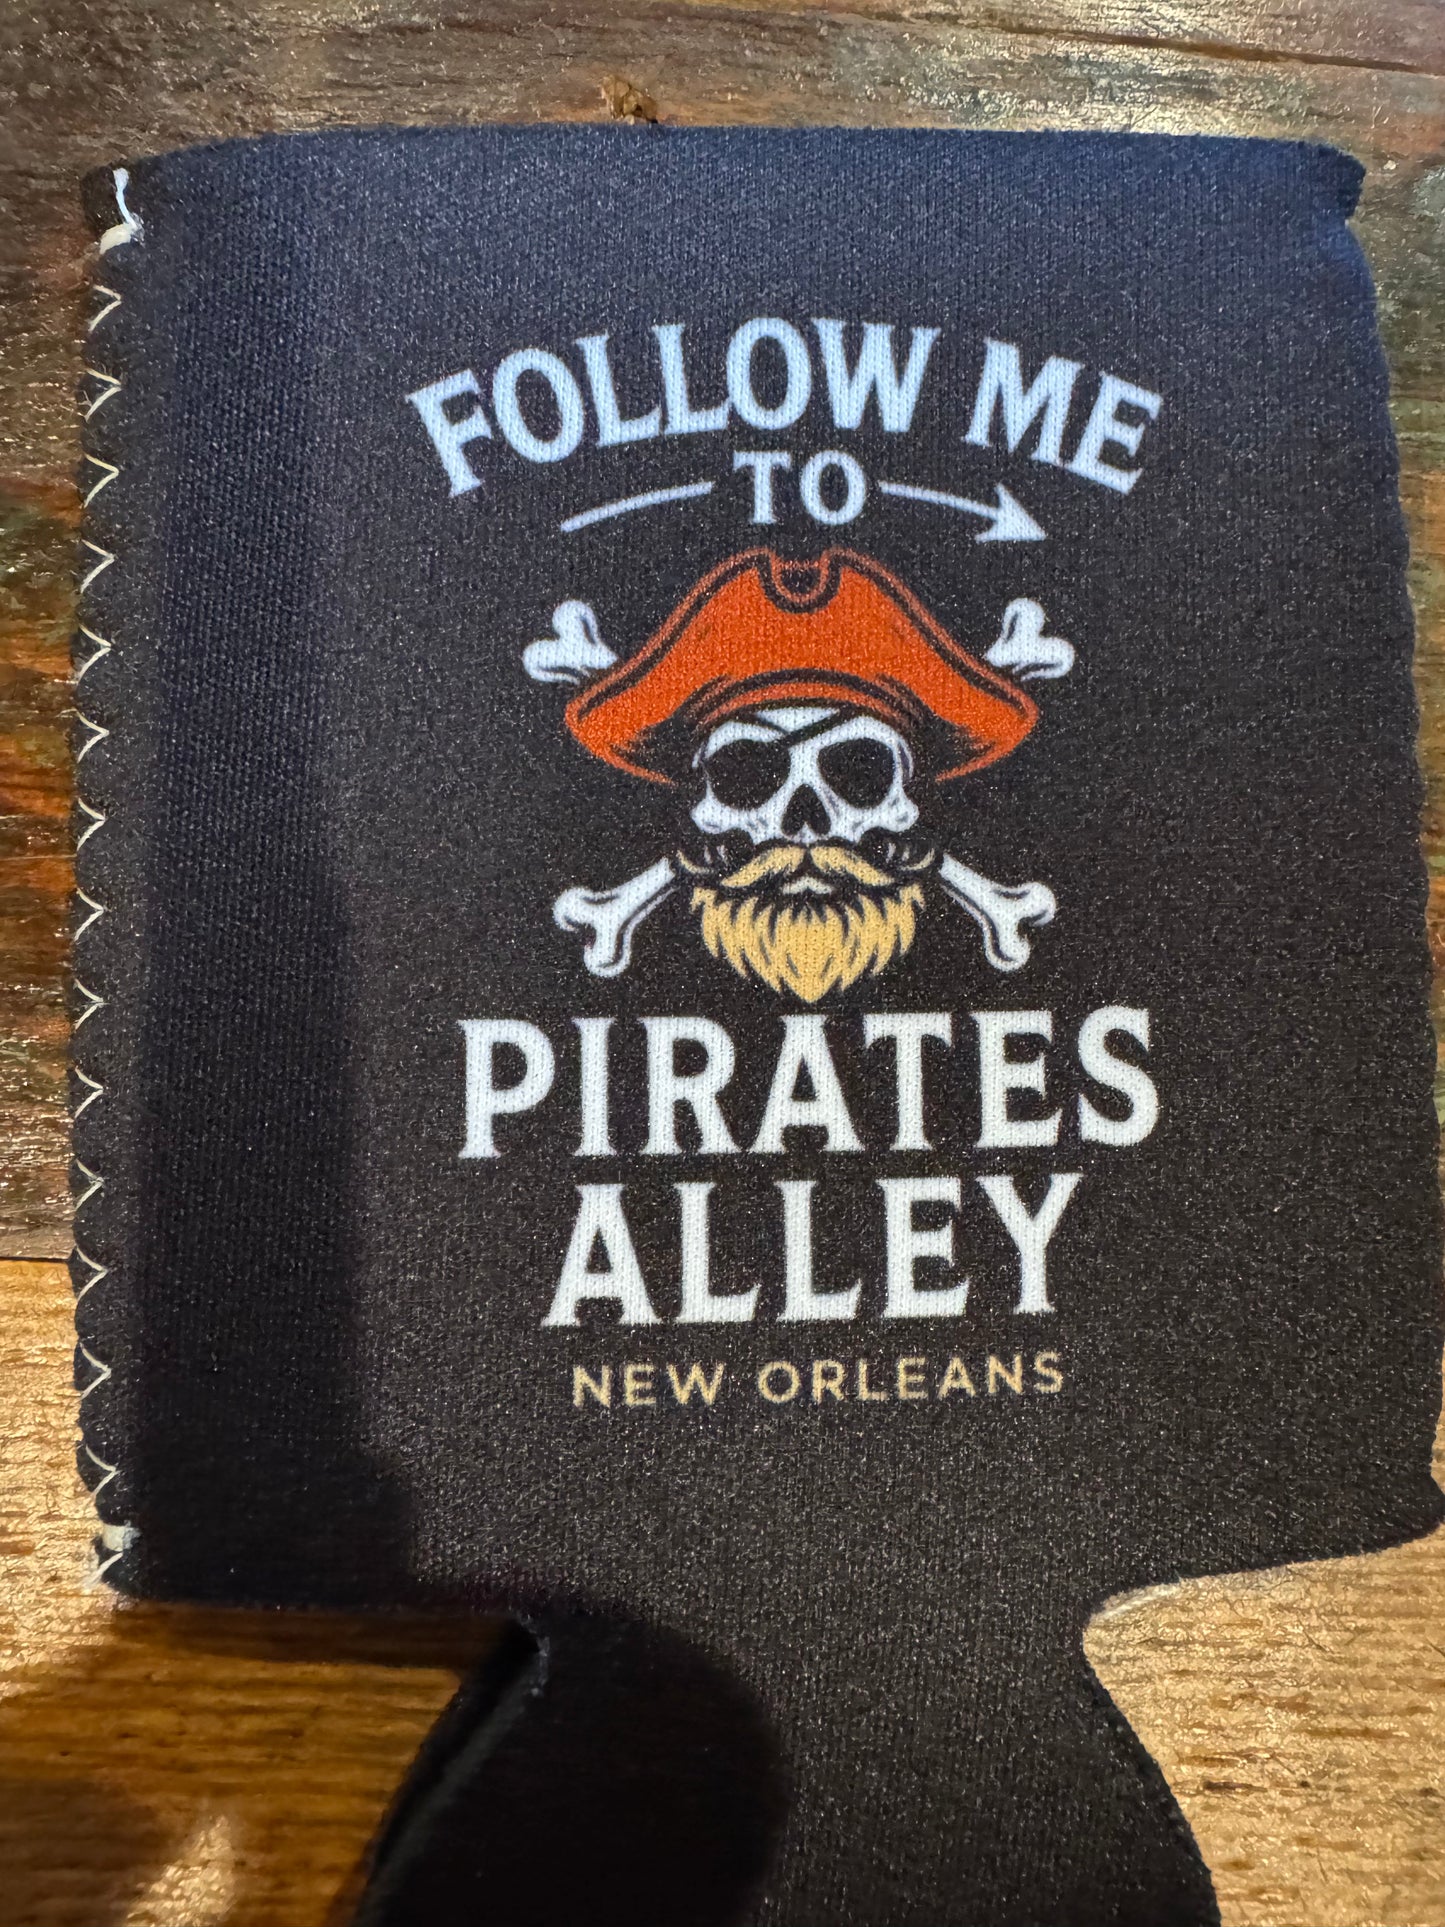 FOLLOW ME
TO
PIRATES
ALLEY
NEW ORLEANS